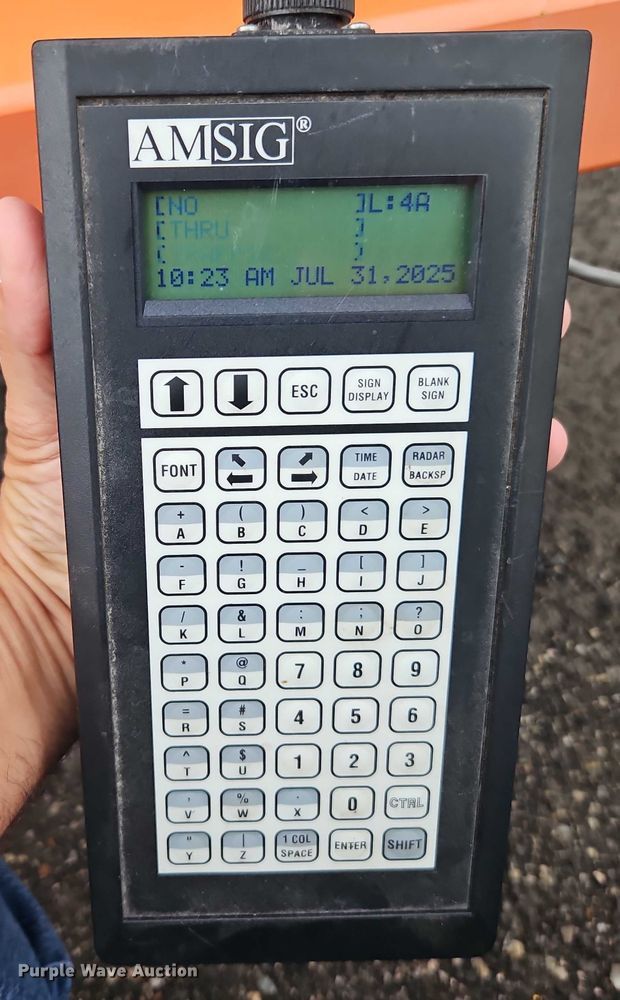 AMSIG®
[NO ]L:4A
[THRU ]
[ ]
10:23 AM JUL 31,2025
ESC
SIGN DISPLAY
BLANK SIGN
FONT
TIME DATE
RADAR BACKSP
+ ( ) < >
A B C D E
- ! _ [ ]
F G H I J
/ & : ; ?
K L M N O
* @
P Q 7 8 9
= #
R S 4 5 6
^ $
T U 1 2 3
' % .
V W X 0 CTRL
" | 1 COL
Y Z SPACE ENTER SHIFT
Purple Wave Auction